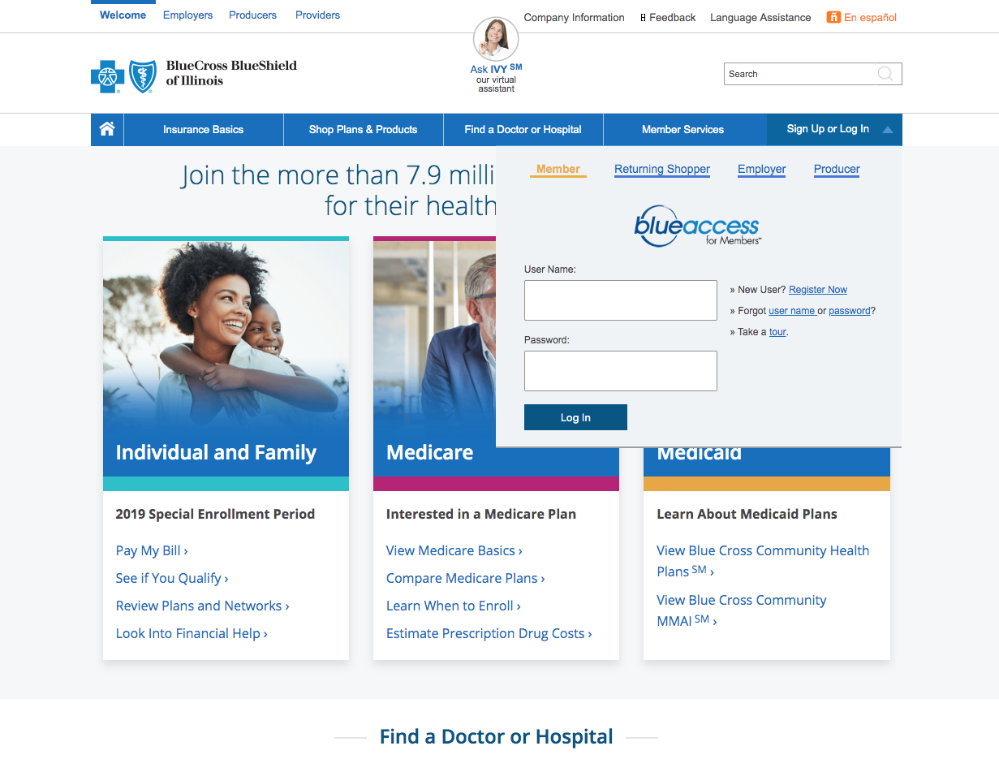 Welcome
Employers
Producers
Providers
Company Information
Feedback
Language Assistance
ñ En español
Ask IVY SM
our virtual
assistant
BlueCross BlueShield
of Illinois
Search
Insurance Basics
Shop Plans & Products
Find a Doctor or Hospital
Member Services
Sign Up or Log In
Join the more than 7.9 milli
for their health
Member
Returning Shopper
Employer
Producer
blueaccess
for Members℠
User Name:
» New User? Register Now
» Forgot user name or password?
» Take a tour.
Password:
Log In
Individual and Family
Medicare
Medicaid
2019 Special Enrollment Period
Pay My Bill ›
See if You Qualify ›
Review Plans and Networks ›
Look Into Financial Help ›
Interested in a Medicare Plan
View Medicare Basics ›
Compare Medicare Plans ›
Learn When to Enroll ›
Estimate Prescription Drug Costs ›
Learn About Medicaid Plans
View Blue Cross Community Health
Plans SM ›
View Blue Cross Community
MMAI SM ›
Find a Doctor or Hospital